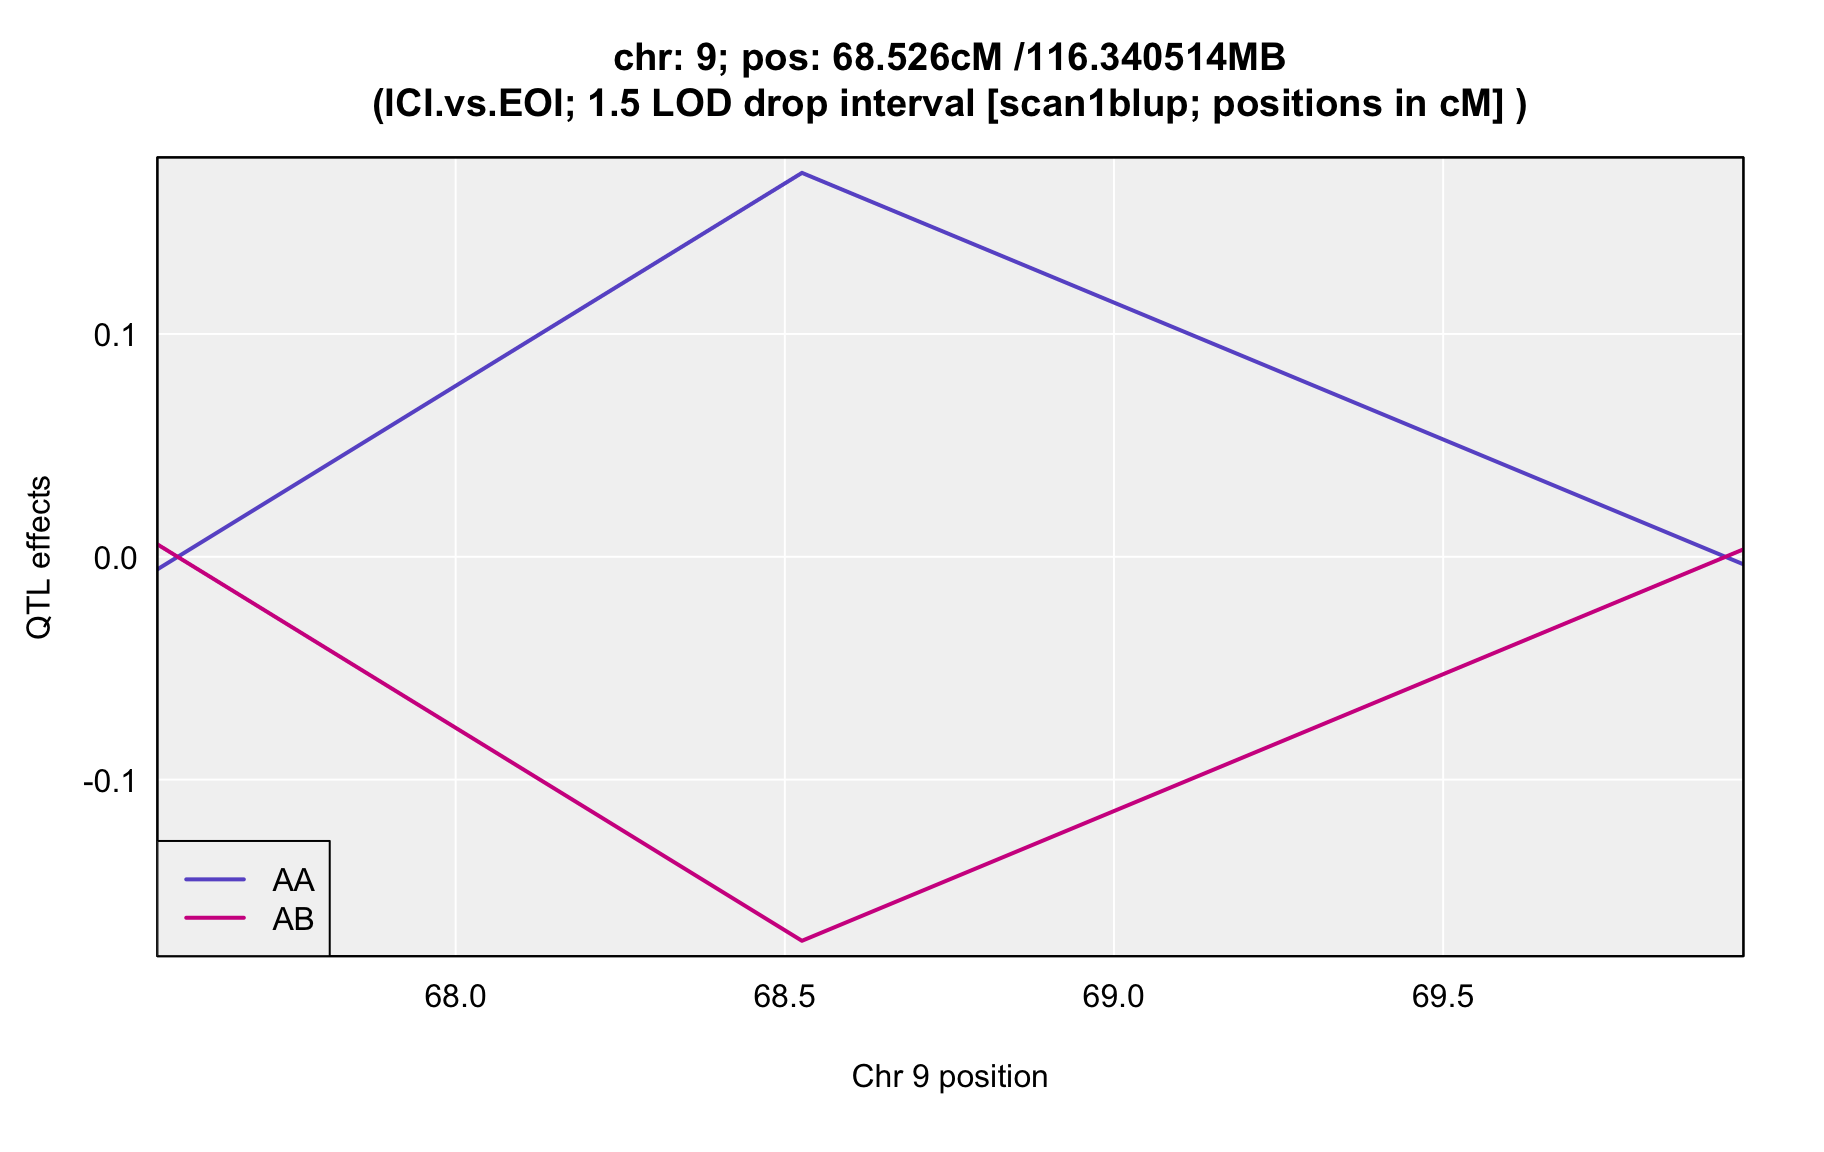 chr: 9; pos: 68.526cM /116.340514MB
(ICI.vs.EOI; 1.5 LOD drop interval [scan1blup; positions in cM] )
QTL effects
0.1
0.0
-0.1
AA
AB
68.0 68.5 69.0 69.5
Chr 9 position